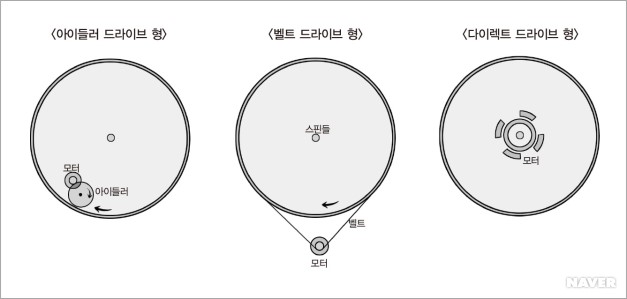 <아이들러 드라이브 형>
<벨트 드라이브 형>
<다이렉트 드라이브 형>
모터
아이들러
스핀들
벨트
모터
모터
NAVER